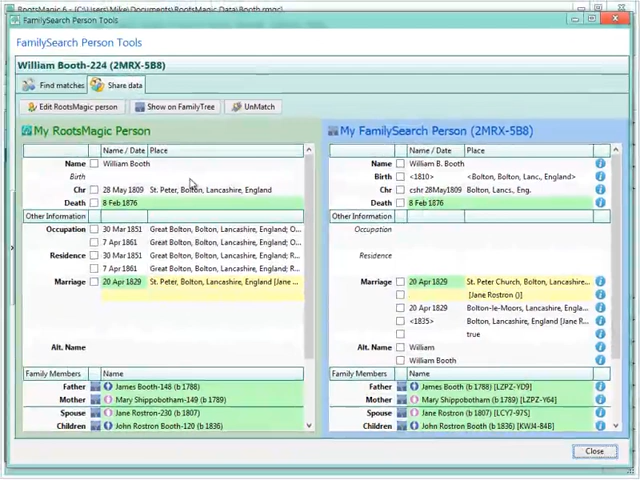 RootsMagic 6 - (C:\Users\Mike\Documents\RootsMagic Data\Booth.rmgc)
FamilySearch Person Tools
FamilySearch Person Tools
William Booth-224 (2MRX-5B8)
Find matches Share data
Edit RootsMagic person Show on FamilyTree UnMatch
My RootsMagic Person My FamilySearch Person (2MRX-5B8)
Name / Date Place Name / Date Place
Name William Booth Name William B. Booth
Birth Birth <1810> <Bolton, Bolton, Lanc., England>
Chr 28 May 1809 St. Peter, Bolton, Lancashire, England Chr cshr 28May1809 Bolton, Lancs., Eng.
Death 8 Feb 1876 Death 8 Feb 1876
Other Information Other Information
Occupation 30 Mar 1851 Great Bolton, Bolton, Lancashire, England; O... Occupation
7 Apr 1861 Great Bolton, Bolton, Lancashire, England; O...
Residence 30 Mar 1851 Great Bolton, Bolton, Lancashire, England; R... Residence
7 Apr 1861 Great Bolton, Bolton, Lancashire, England; R...
Marriage 20 Apr 1829 St. Peter, Bolton, Lancashire, England [Jane ... Marriage 20 Apr 1829 St. Peter Church, Bolton, Lancashire...
[Jane Rostron ()]
20 Apr 1829 Bolton-le-Moors, Lancashire, Engla...
<1835> Bolton, Lancashire, England [Jane R...
true
Alt. Name Alt. Name William
William Booth
Family Members Name Family Members Name
Father James Booth-148 (b 1788) Father James Booth (b 1788) [LZPZ-YD9]
Mother Mary Shippobotham-149 (b 1789) Mother Mary Shippobotham (b 1789) [LZPZ-Y64]
Spouse Jane Rostron-230 (b 1807) Spouse Jane Rostron (b 1807) [LCY7-97S]
Children John Rostron Booth-120 (b 1836) Children John Rostron Booth (b 1836) [KWJ4-84B]
Close